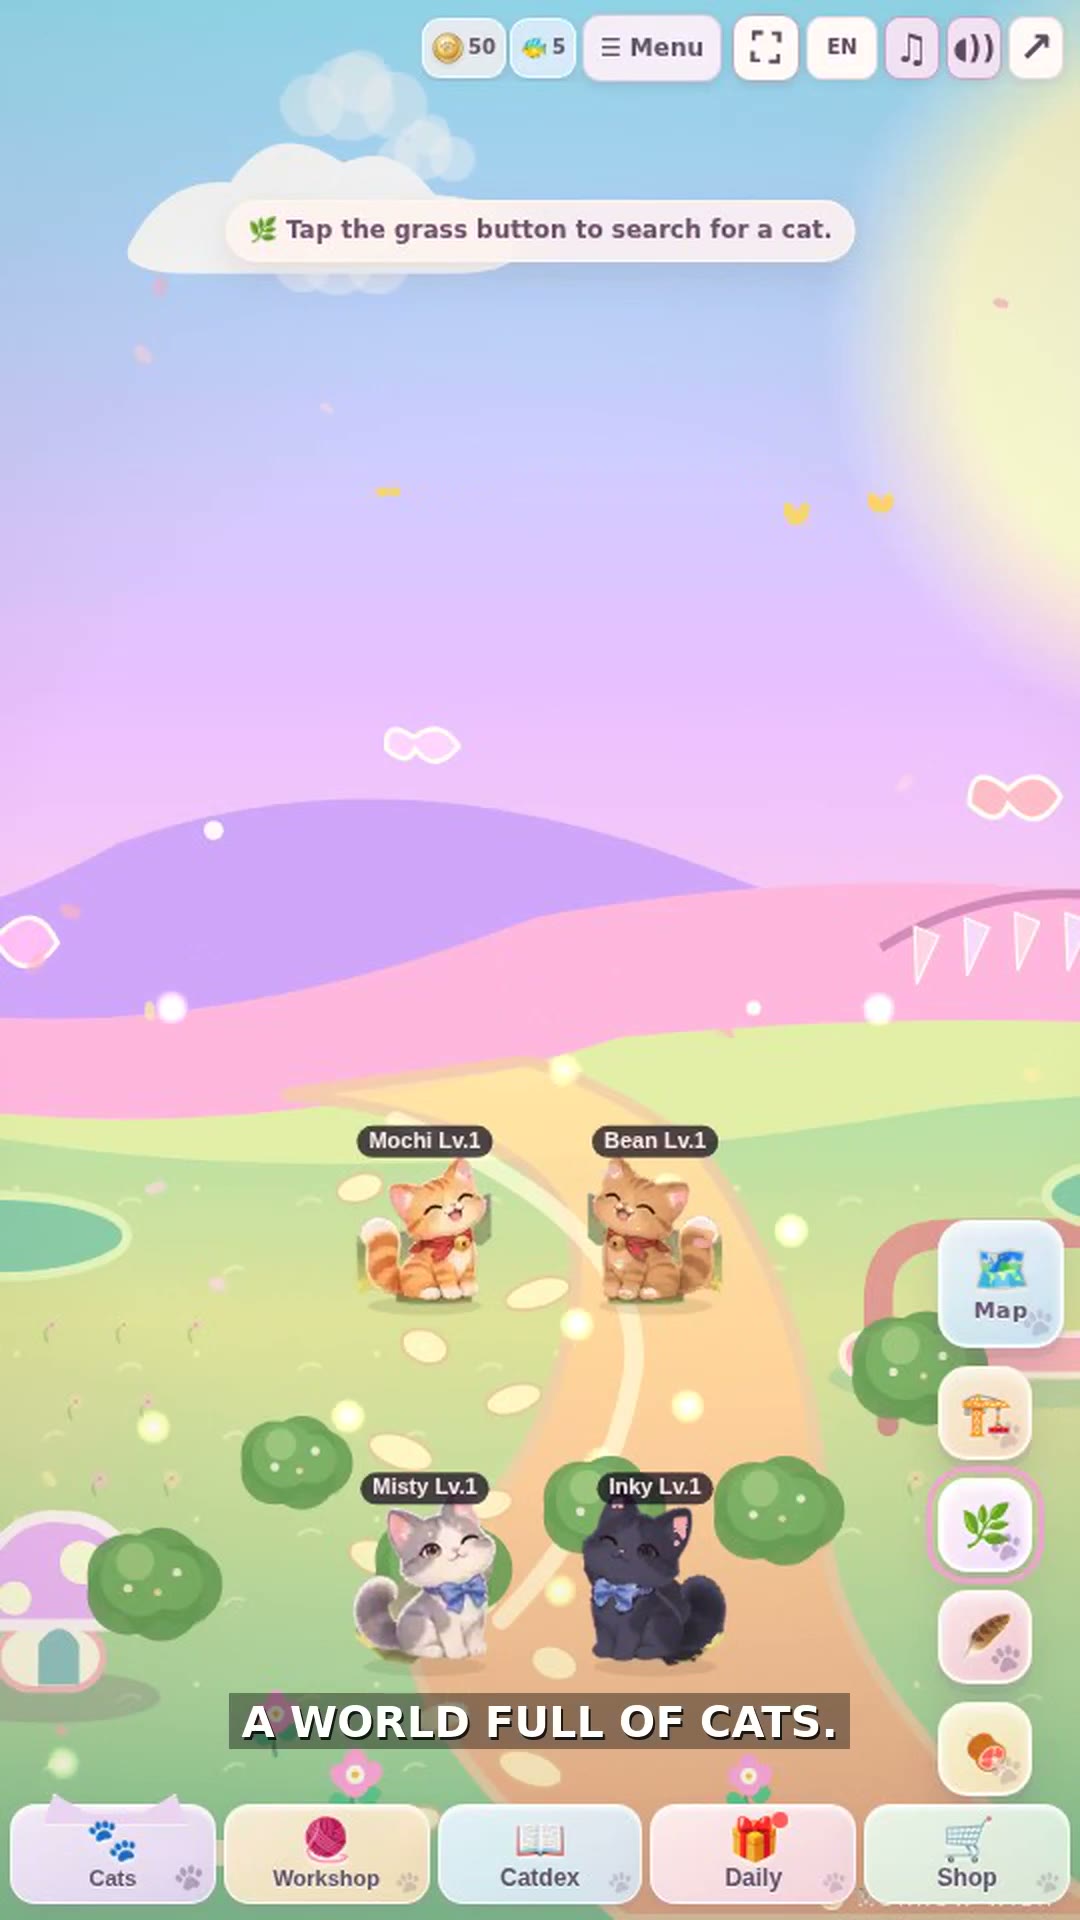 50
5
☰ Menu
EN
Tap the grass button to search for a cat.
Mochi Lv.1
Bean Lv.1
Map
Misty Lv.1
Inky Lv.1
A WORLD FULL OF CATS.
Cats
Workshop
Catdex
Daily
Shop